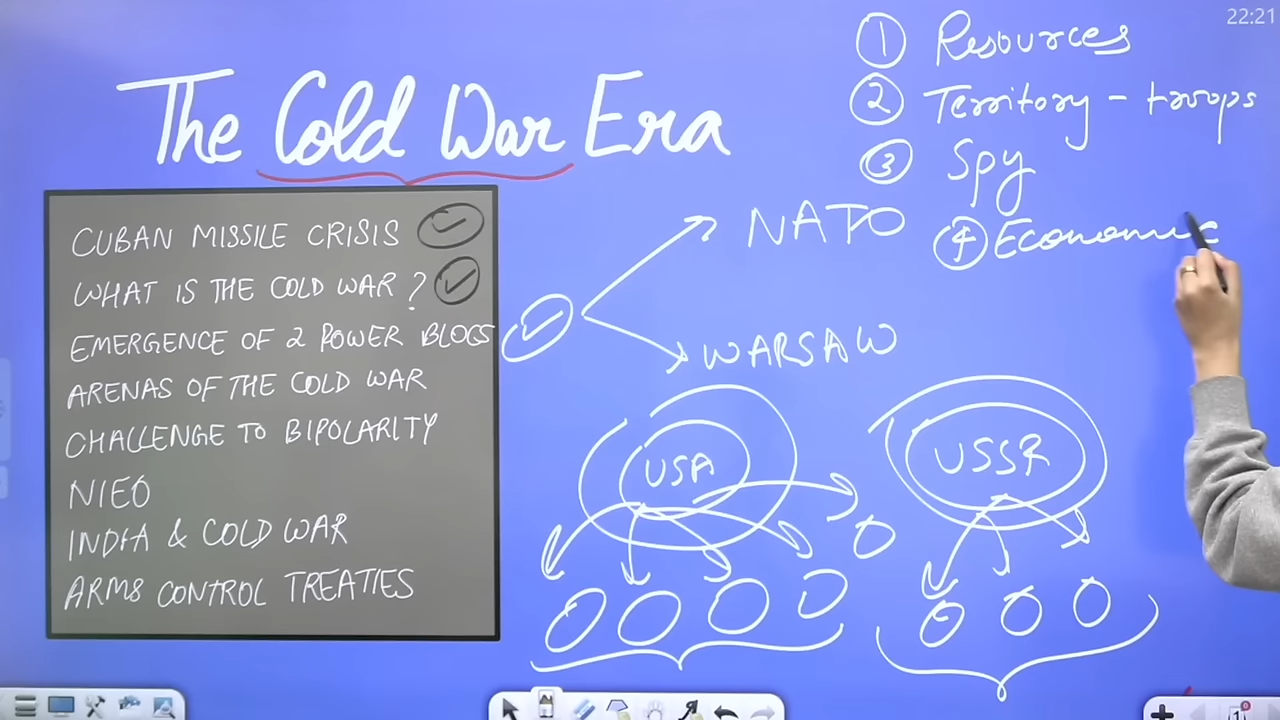 22:21
The Cold War Era
① Resources
② Territory - troops
③ Spy
④ Economic
CUBAN MISSILE CRISIS
WHAT IS THE COLD WAR?
EMERGENCE OF 2 POWER BLOCS
ARENAS OF THE COLD WAR
CHALLENGE TO BIPOLARITY
NIEO
INDIA & COLD WAR
ARMS CONTROL TREATIES
NATO
WARSAW
USA
USSR